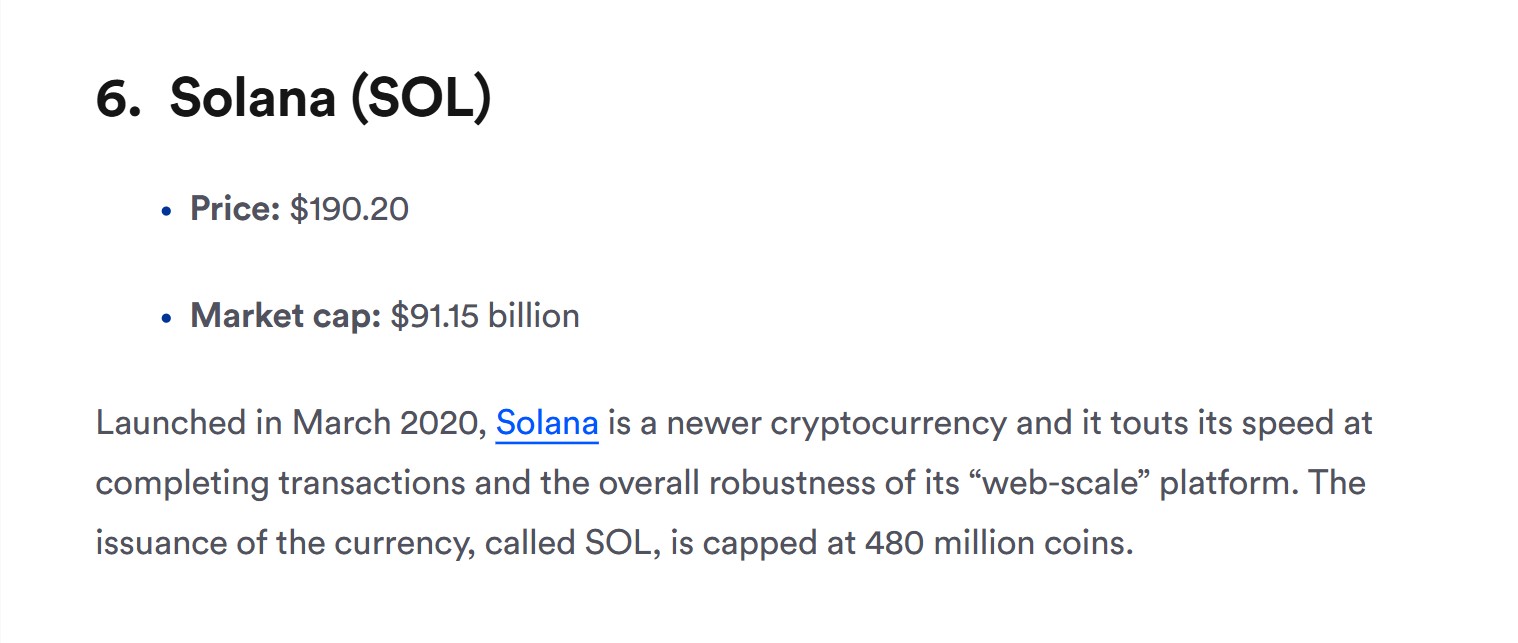 6. Solana (SOL)
• Price: $190.20
• Market cap: $91.15 billion
Launched in March 2020, Solana is a newer cryptocurrency and it touts its speed at
completing transactions and the overall robustness of its “web-scale” platform. The
issuance of the currency, called SOL, is capped at 480 million coins.